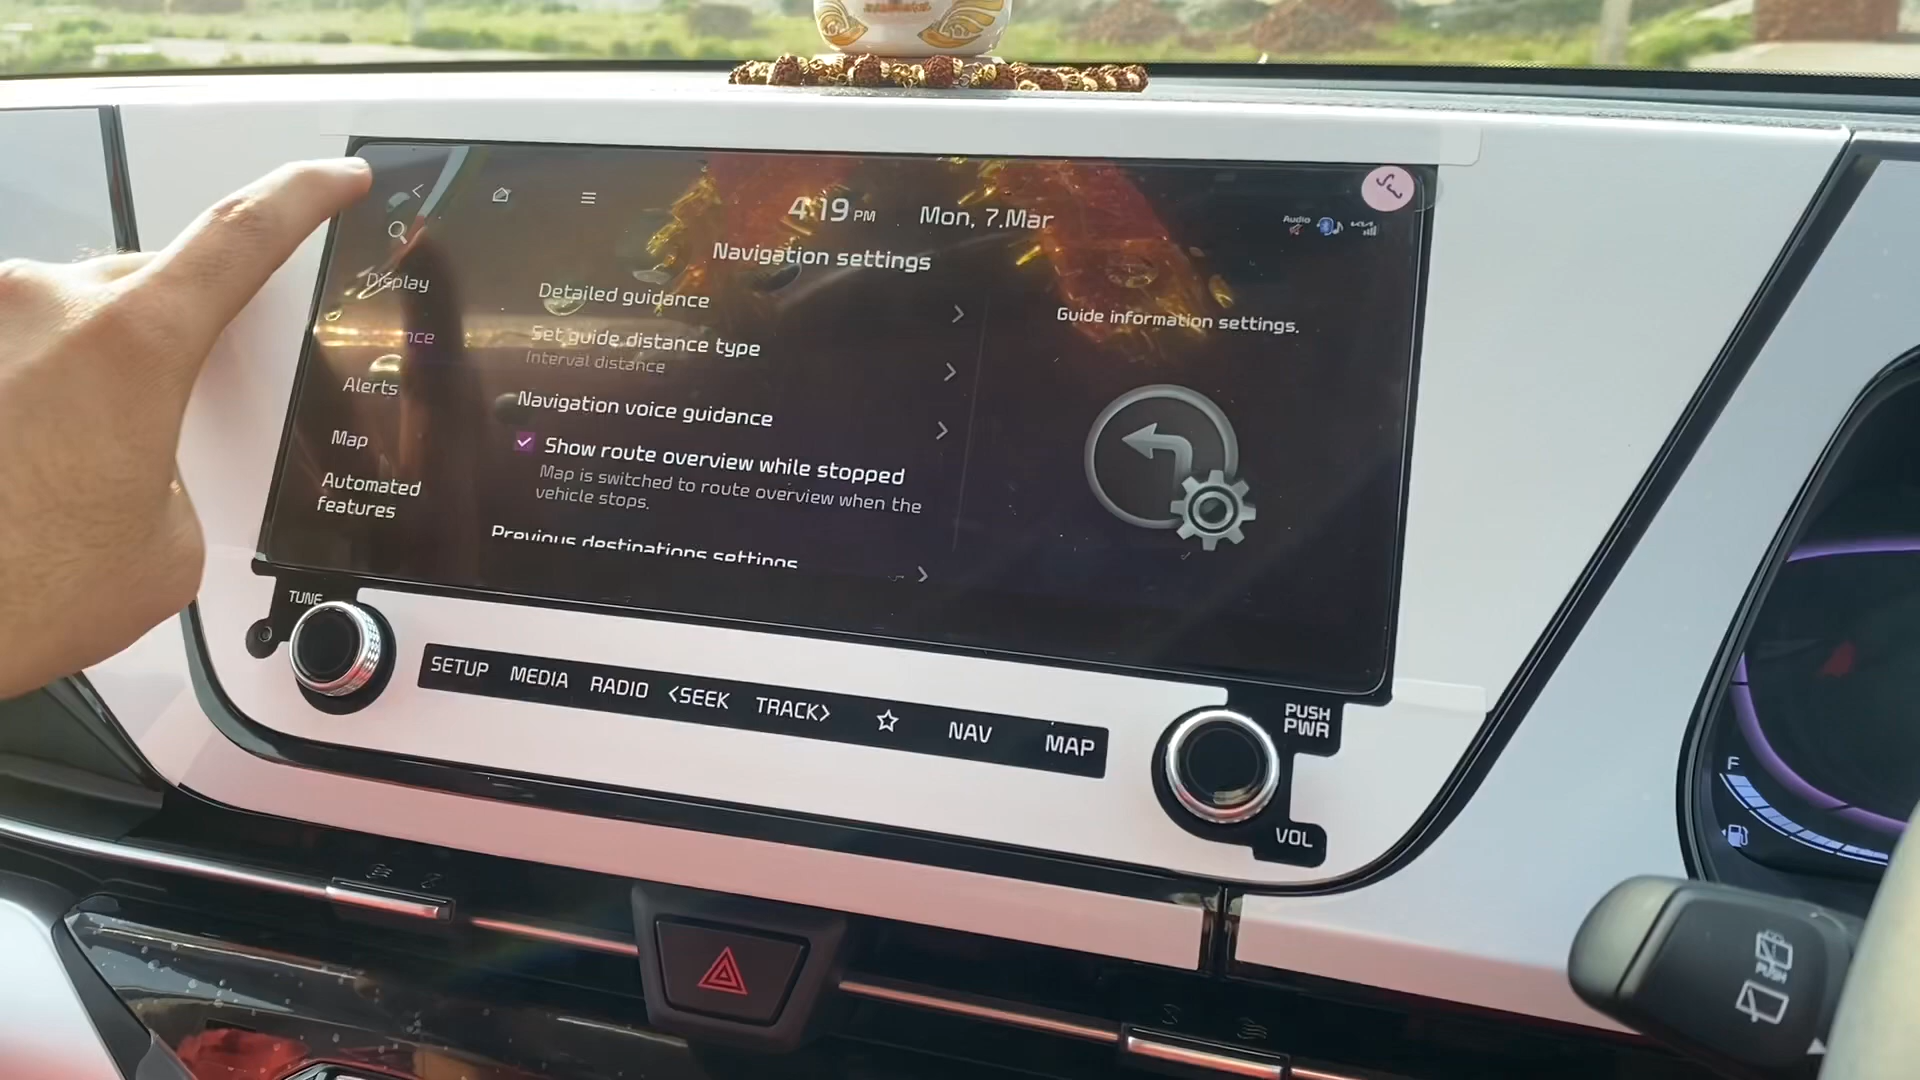 4:19 PM Mon, 7.Mar
Audio
Navigation settings
Display
Alerts
Map
Automated
features
Detailed guidance
Set guide distance type
Interval distance
Navigation voice guidance
Show route overview while stopped
Map is switched to route overview when the
vehicle stops.
Previous destinations settings
Guide information settings.
TUNE
SETUP MEDIA RADIO <SEEK TRACK> NAV MAP
PUSH
PWR
VOL
F
PUSH